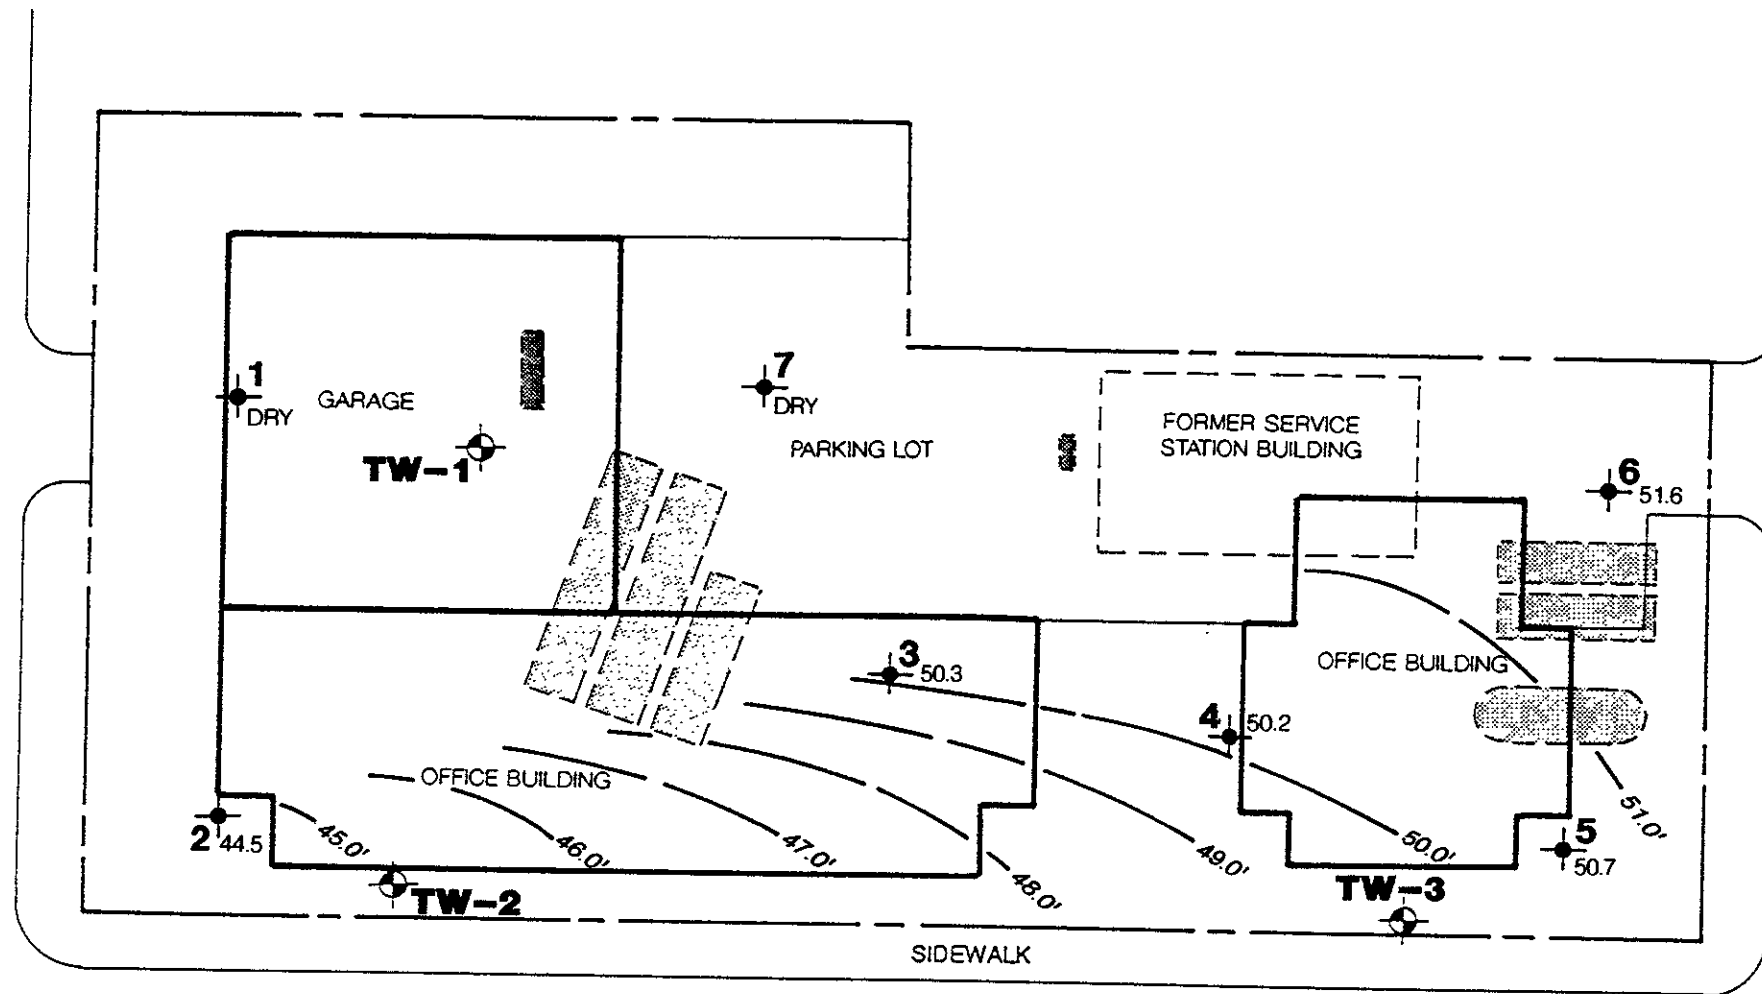 1
DRY
GARAGE
TW-1
7
DRY
PARKING LOT
FORMER SERVICE
STATION BUILDING
6
51.6
3
50.3
4
50.2
OFFICE BUILDING
OFFICE BUILDING
2
44.5
45.0'
46.0'
47.0'
48.0'
49.0'
50.0'
51.0'
5
50.7
TW-2
TW-3
SIDEWALK